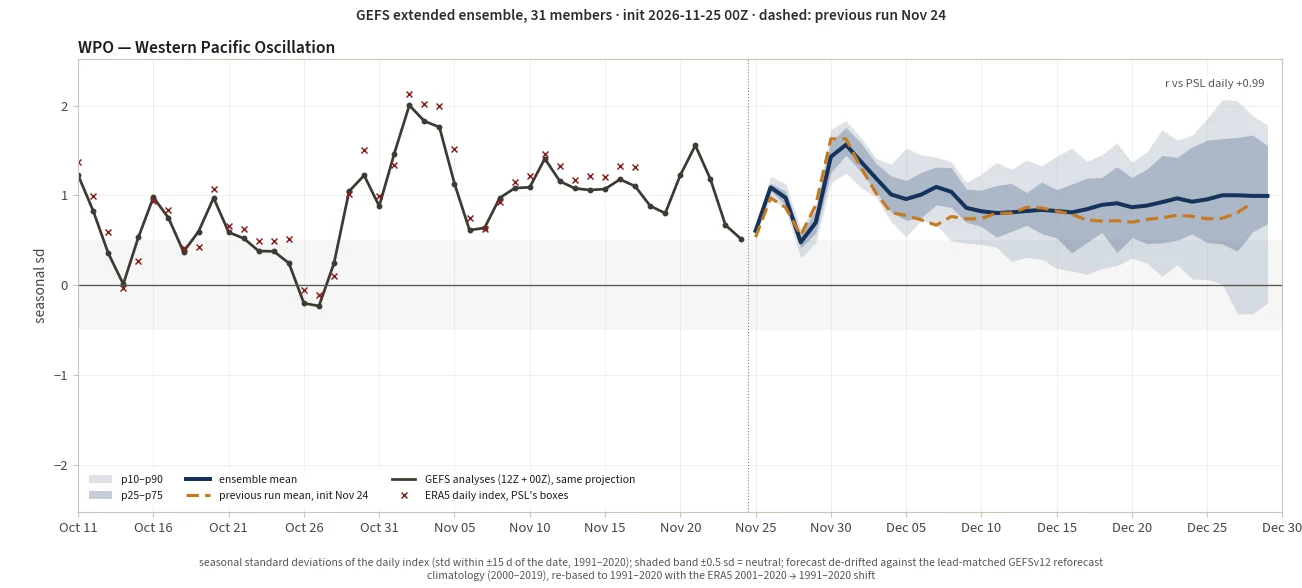 GEFS extended ensemble, 31 members · init 2026-11-25 00Z · dashed: previous run Nov 24
WPO — Western Pacific Oscillation
r vs PSL daily +0.99
seasonal sd
2
1
0
−1
−2
p10–p90
p25–p75
ensemble mean
previous run mean, init Nov 24
GEFS analyses (12Z + 00Z), same projection
ERA5 daily index, PSL's boxes
Oct 11 Oct 16 Oct 21 Oct 26 Oct 31 Nov 05 Nov 10 Nov 15 Nov 20 Nov 25 Nov 30 Dec 05 Dec 10 Dec 15 Dec 20 Dec 25 Dec 30
seasonal standard deviations of the daily index (std within ±15 d of the date, 1991–2020); shaded band ±0.5 sd = neutral; forecast de-drifted against the lead-matched GEFSv12 reforecast
climatology (2000–2019), re-based to 1991–2020 with the ERA5 2001–2020 → 1991–2020 shift